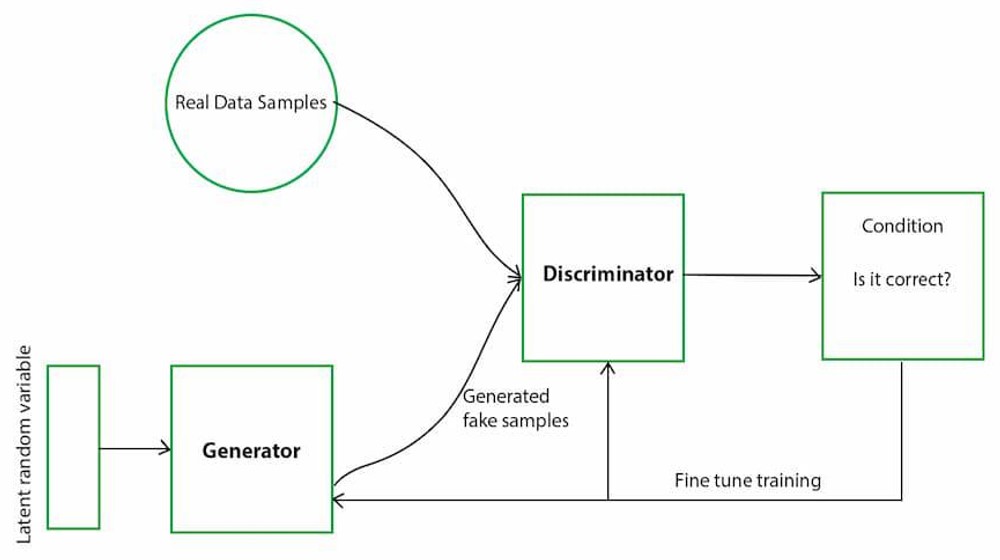 Real Data Samples
Discriminator
Condition
Is it correct?
Latent random variable
Generator
Generated
fake samples
Fine tune training